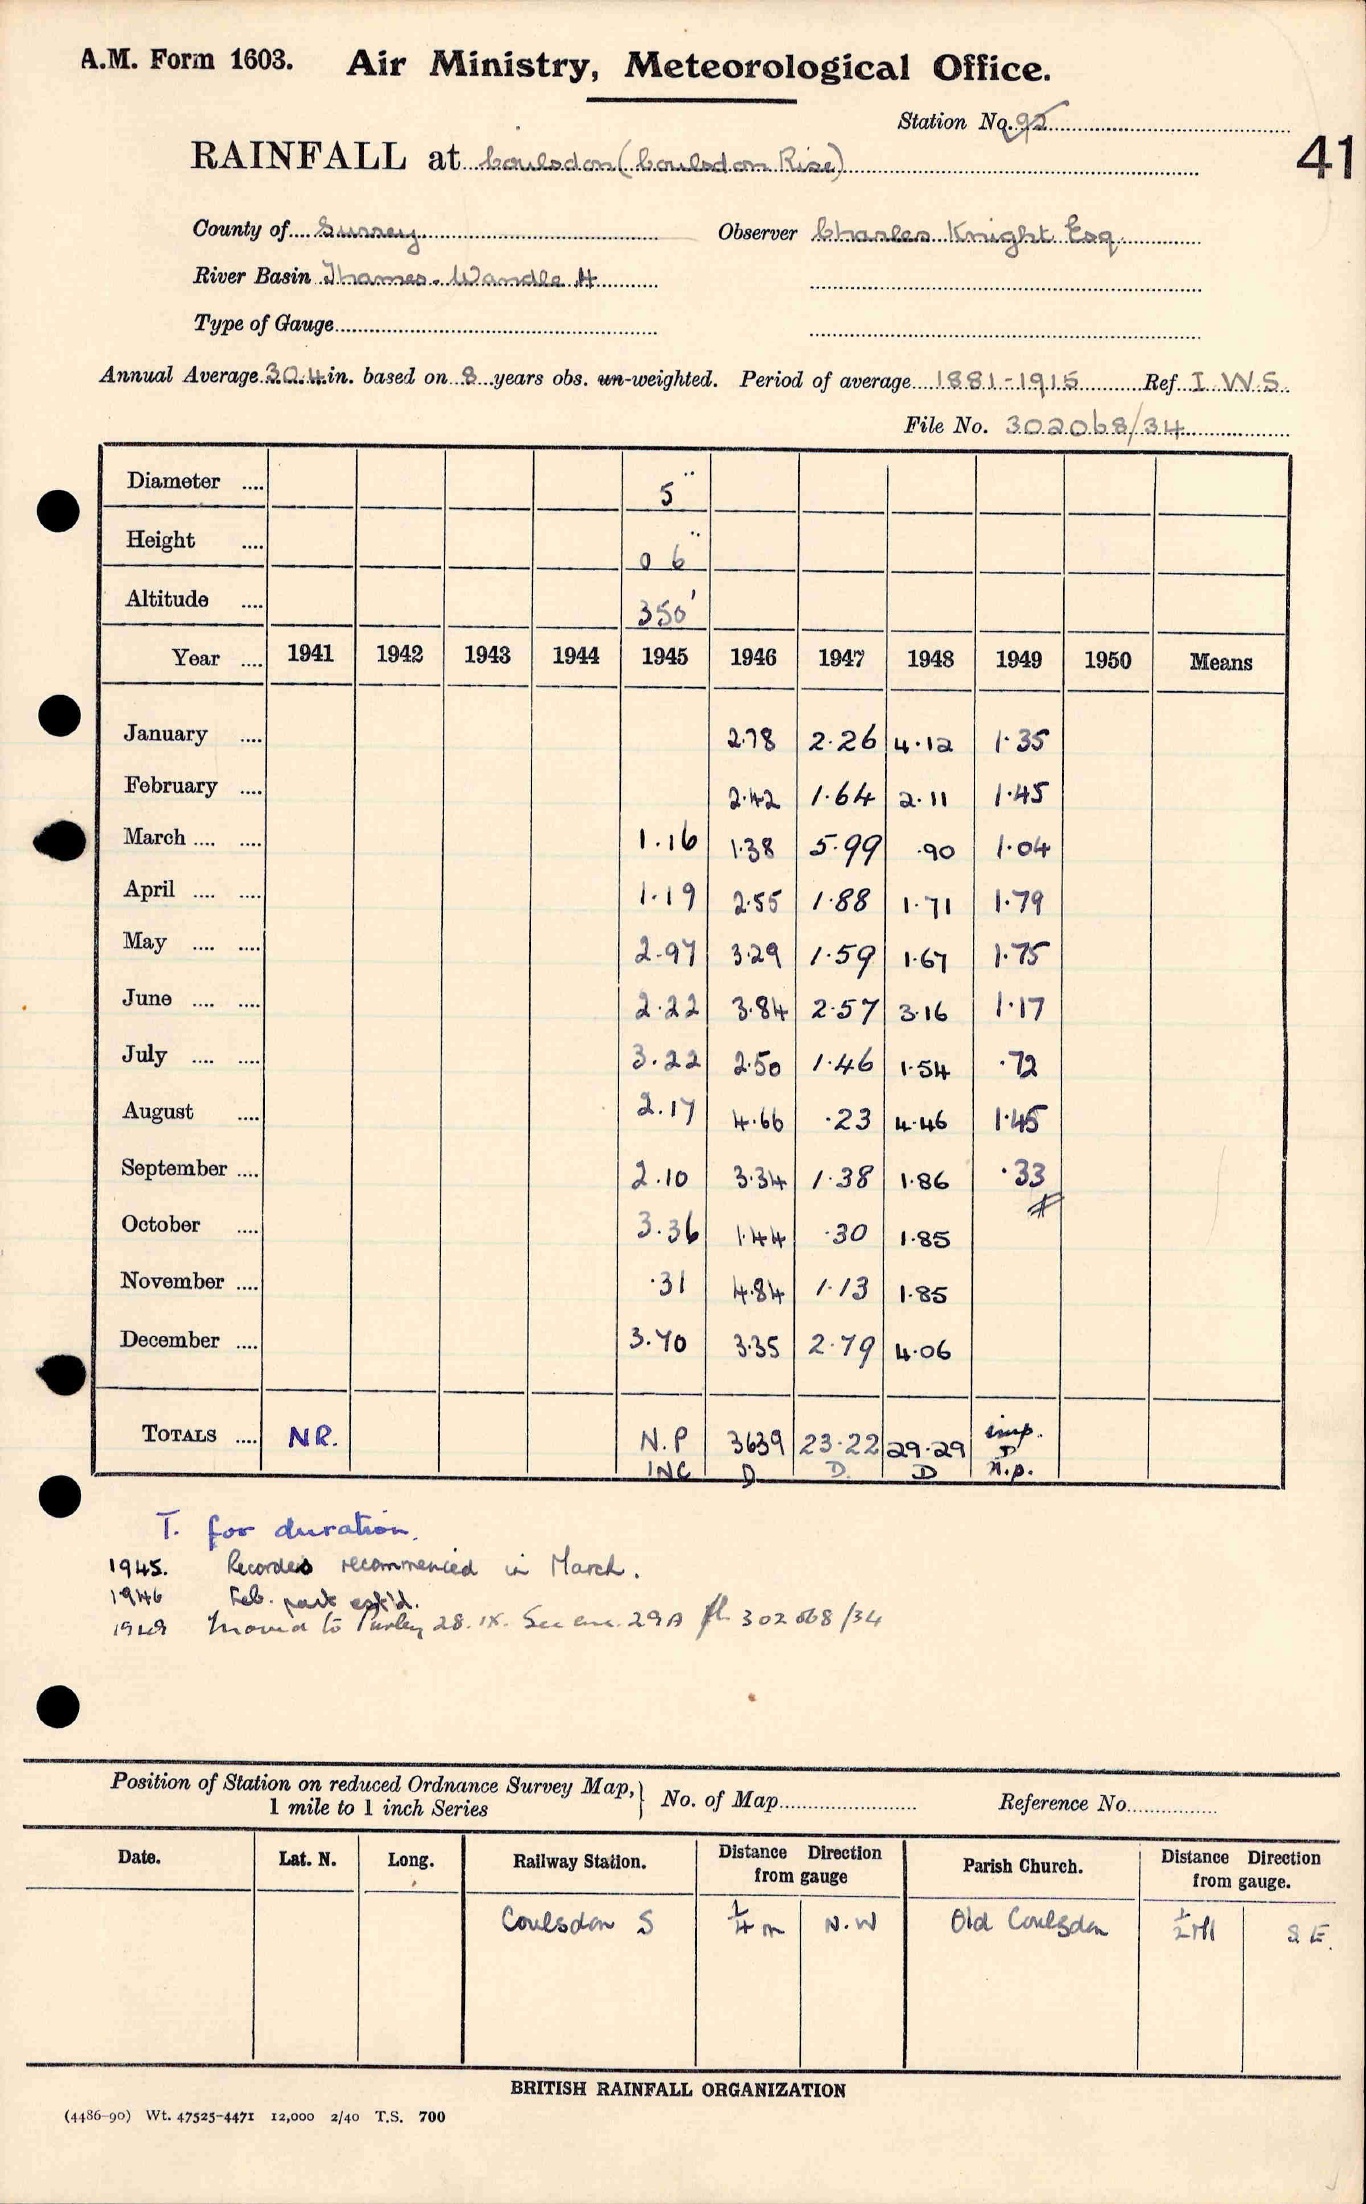 A.M. Form 1603. Air Ministry, Meteorological Office.
Station No. 92
RAINFALL at Coulsdon (Coulsdon Rise)
41
County of Surrey Observer Charles Knight Esq.
River Basin Thames. Wandle 4
Type of Gauge
Annual Average 30.4 in. based on 8 years obs. un-weighted. Period of average 1881-1915 Ref. I.W.S.
File No. 302068/34
Diameter .... 5"
Height .... 0 6"
Altitude .... 350'
Year .... 1941 1942 1943 1944 1945 1946 1947 1948 1949 1950 Means
January .... 2.78 2.26 4.12 1.35
February .... 2.42 1.64 2.11 1.45
March .... .... 1.16 1.38 5.99 .90 1.04
April .... .... 1.19 2.55 1.88 1.71 1.79
May .... .... 2.97 3.29 1.59 1.67 1.75
June .... .... 2.22 3.84 2.57 3.16 1.17
July .... .... 3.22 2.50 1.46 1.54 .72
August .... 2.17 4.66 .23 4.46 1.45
September .... 2.10 3.34 1.38 1.86 .33
October .... 3.36 1.44 .30 1.85
November .... .31 4.84 1.13 1.85
December .... 3.70 3.35 2.79 4.06
TOTALS .... NR. N.P 3639 23.22 29.29 imp.
INC D D. D D
n.p.
T. for duration.
1945. Records recommenced in March.
1946 Feb. part est'd.
1949 Moved to Purley 28.IX. See enc. 29A 302068/34
Position of Station on reduced Ordnance Survey Map, 1 mile to 1 inch Series } No. of Map Reference No.
Date. Lat. N. Long. Railway Station. Distance Direction from gauge Parish Church. Distance Direction from gauge.
Coulsdon S 1/4 m N.W Old Coulsdon 1/2 M S E.
BRITISH RAINFALL ORGANIZATION
(4486-90) Wt. 47525-4471 12,000 2/40 T.S. 700